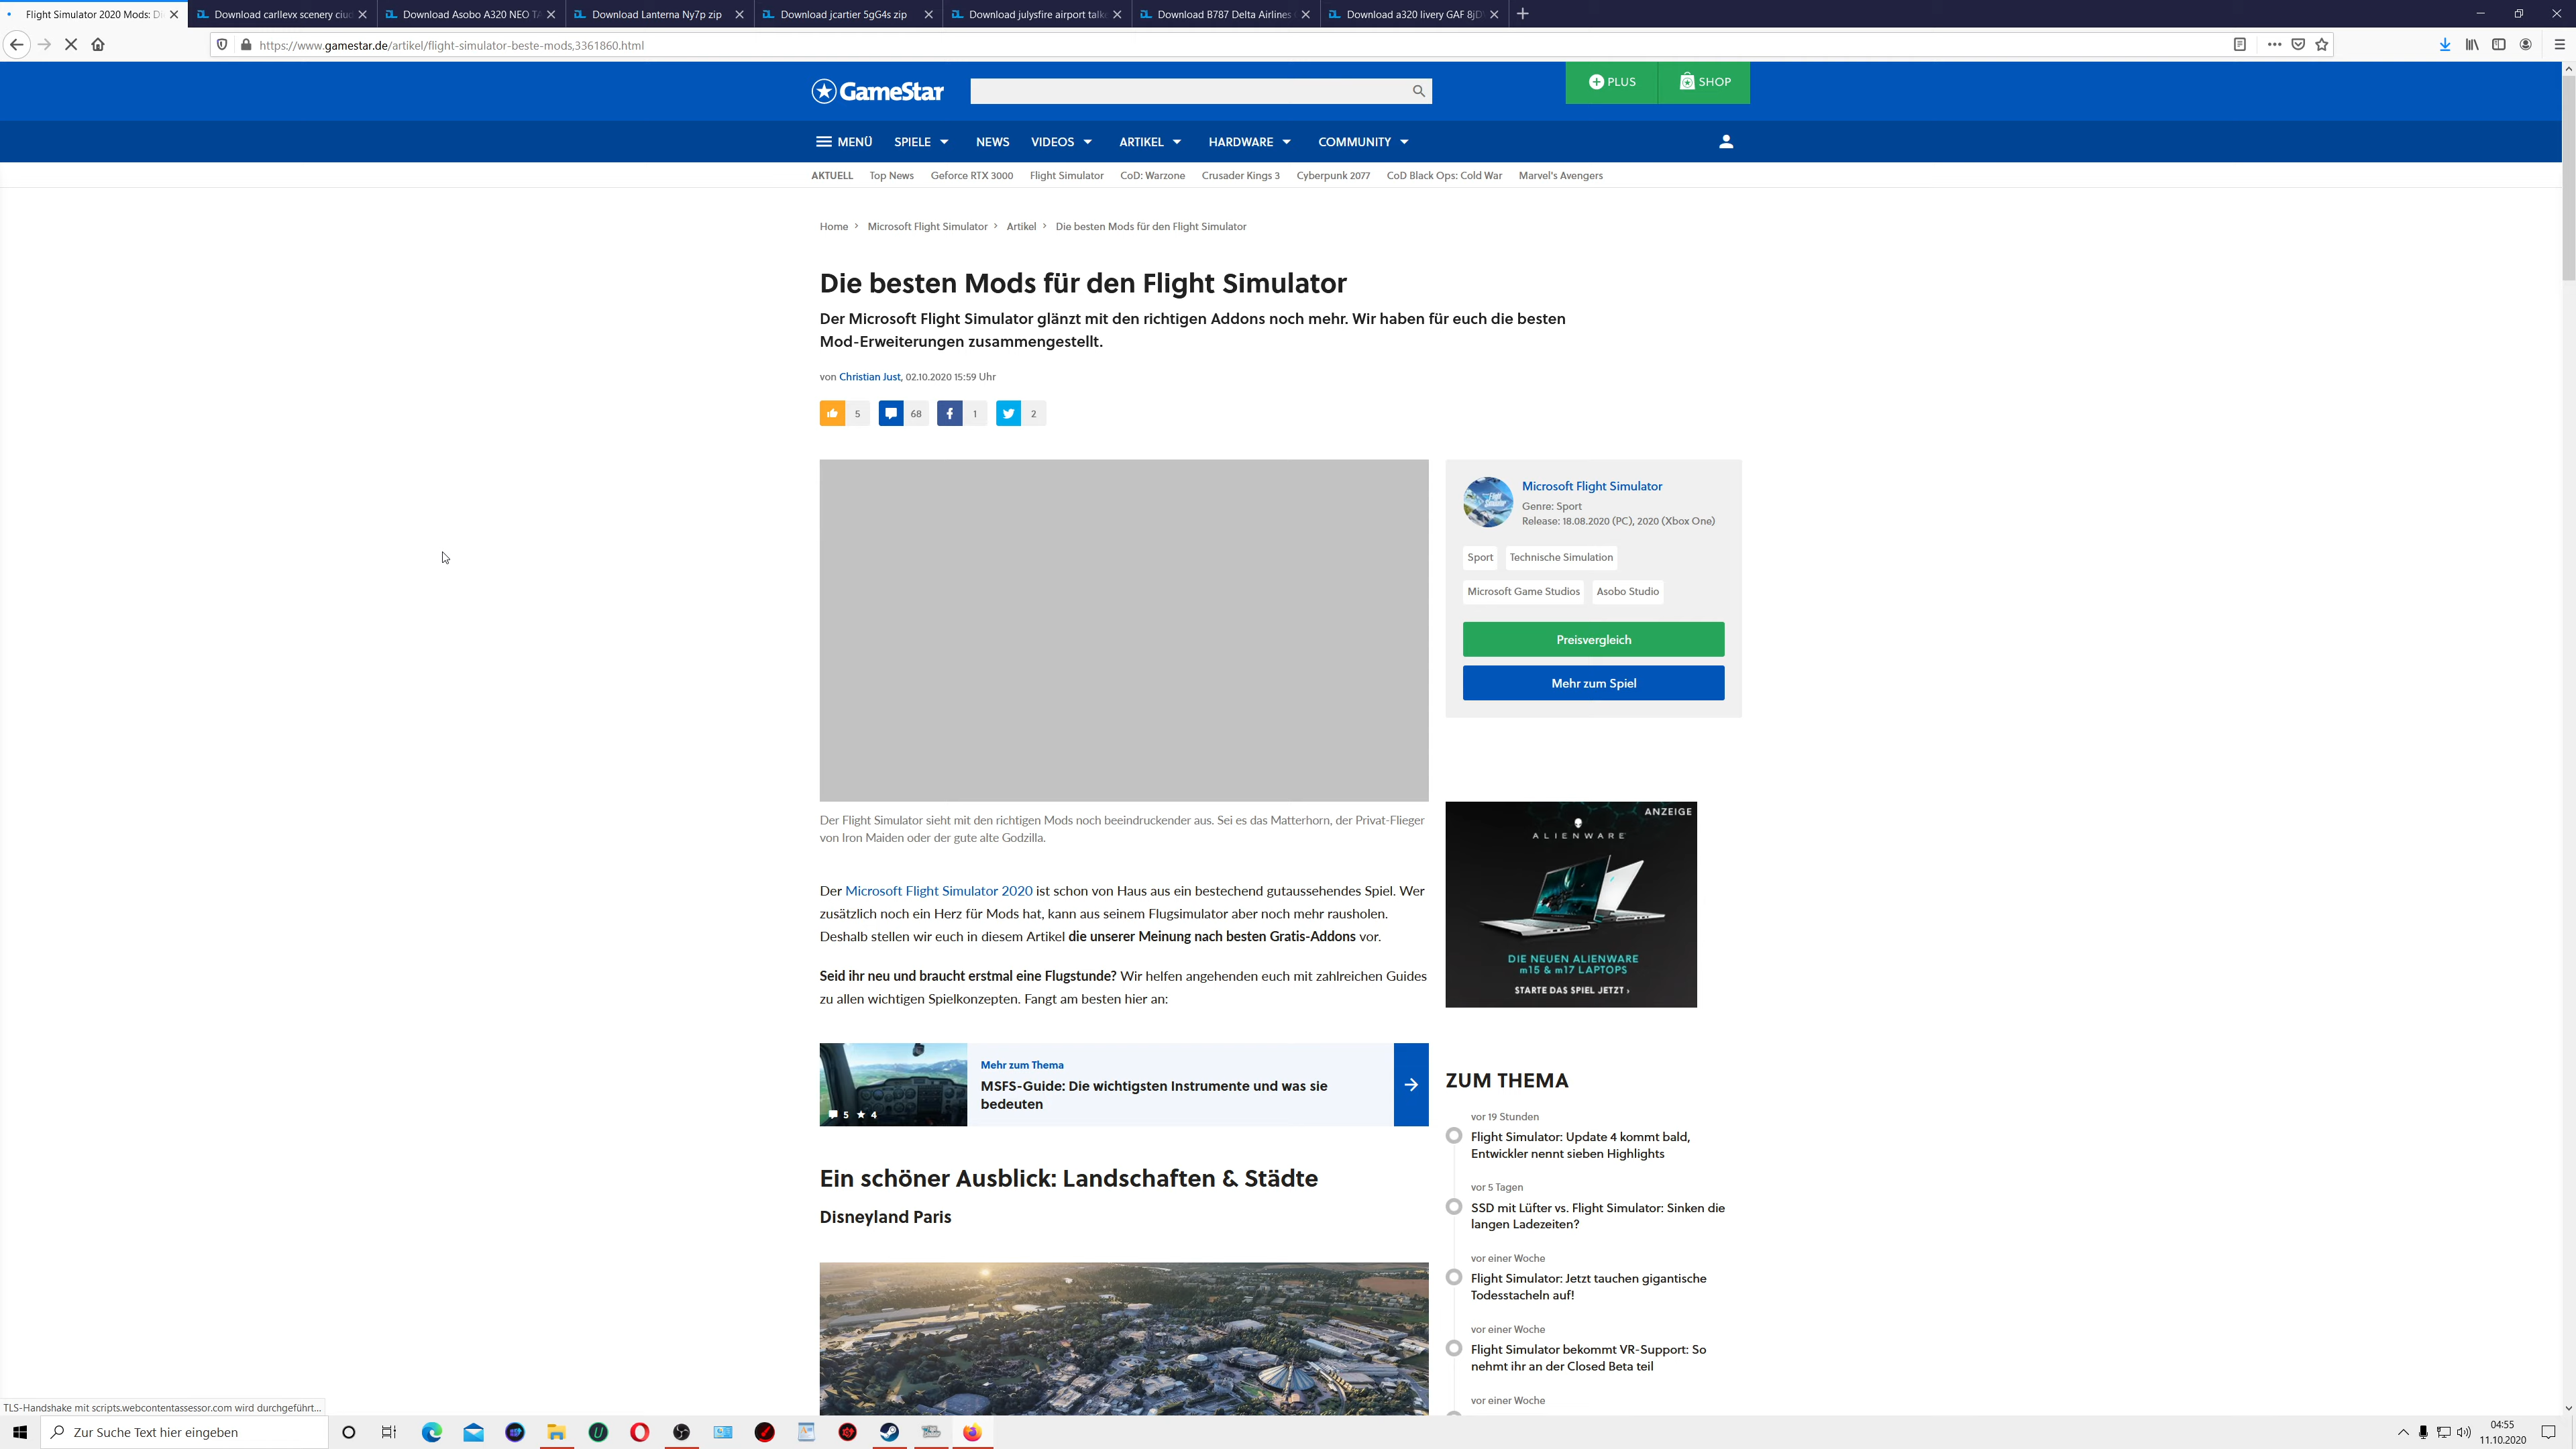 Flight Simulator 2020 Mods: Di
Download carllevx scenery ciud
Download Asobo A320 NEO TA
Download Lanterna Ny7p zip
Download jcartier 5gG4s zip
Download julysfire airport talke
Download B787 Delta Airlines
Download a320 livery GAF 8jD
https://www.gamestar.de/artikel/flight-simulator-beste-mods,3361860.html
GameStar
PLUS
SHOP
MENÜ
SPIELE
NEWS
VIDEOS
ARTIKEL
HARDWARE
COMMUNITY
AKTUELL
Top News
Geforce RTX 3000
Flight Simulator
CoD: Warzone
Crusader Kings 3
Cyberpunk 2077
CoD Black Ops: Cold War
Marvel's Avengers
Home > Microsoft Flight Simulator > Artikel > Die besten Mods für den Flight Simulator
Die besten Mods für den Flight Simulator
Der Microsoft Flight Simulator glänzt mit den richtigen Addons noch mehr. Wir haben für euch die besten
Mod-Erweiterungen zusammengestellt.
von Christian Just, 02.10.2020 15:59 Uhr
5
68
1
2
Der Flight Simulator sieht mit den richtigen Mods noch beeindruckender aus. Sei es das Matterhorn, der Privat-Flieger
von Iron Maiden oder der gute alte Godzilla.
Der Microsoft Flight Simulator 2020 ist schon von Haus aus ein bestechend gutaussehendes Spiel. Wer
zusätzlich noch ein Herz für Mods hat, kann aus seinem Flugsimulator aber noch mehr rausholen.
Deshalb stellen wir euch in diesem Artikel die unserer Meinung nach besten Gratis-Addons vor.
Seid ihr neu und braucht erstmal eine Flugstunde? Wir helfen angehenden euch mit zahlreichen Guides
zu allen wichtigen Spielkonzepten. Fangt am besten hier an:
5 4
Mehr zum Thema
MSFS-Guide: Die wichtigsten Instrumente und was sie
bedeuten
Ein schöner Ausblick: Landschaften & Städte
Disneyland Paris
Microsoft Flight Simulator
Genre: Sport
Release: 18.08.2020 (PC), 2020 (Xbox One)
Sport
Technische Simulation
Microsoft Game Studios
Asobo Studio
Preisvergleich
Mehr zum Spiel
ANZEIGE
ALIENWARE
DIE NEUEN ALIENWARE
m15 & m17 LAPTOPS
STARTE DAS SPIEL JETZT ›
ZUM THEMA
vor 19 Stunden
Flight Simulator: Update 4 kommt bald,
Entwickler nennt sieben Highlights
vor 5 Tagen
SSD mit Lüfter vs. Flight Simulator: Sinken die
langen Ladezeiten?
vor einer Woche
Flight Simulator: Jetzt tauchen gigantische
Todesstacheln auf!
vor einer Woche
Flight Simulator bekommt VR-Support: So
nehmt ihr an der Closed Beta teil
vor einer Woche
TLS-Handshake mit scripts.webcontentassessor.com wird durchgeführt...
Zur Suche Text hier eingeben
04:55
11.10.2020